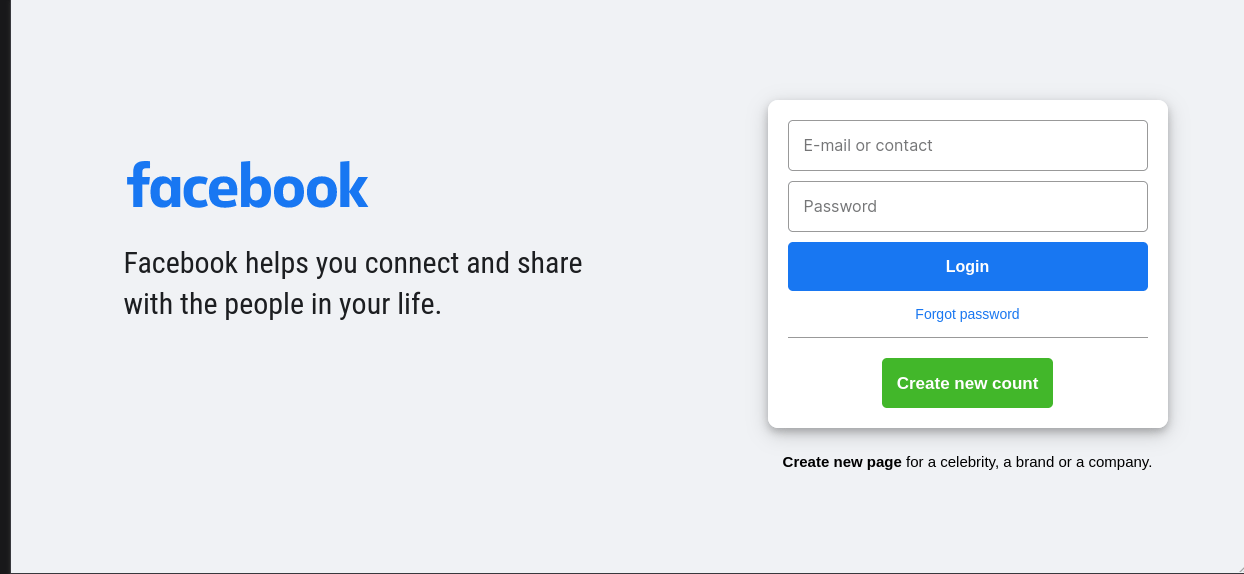 facebook
Facebook helps you connect and share
with the people in your life.
E-mail or contact
Password
Login
Forgot password
Create new count
Create new page for a celebrity, a brand or a company.